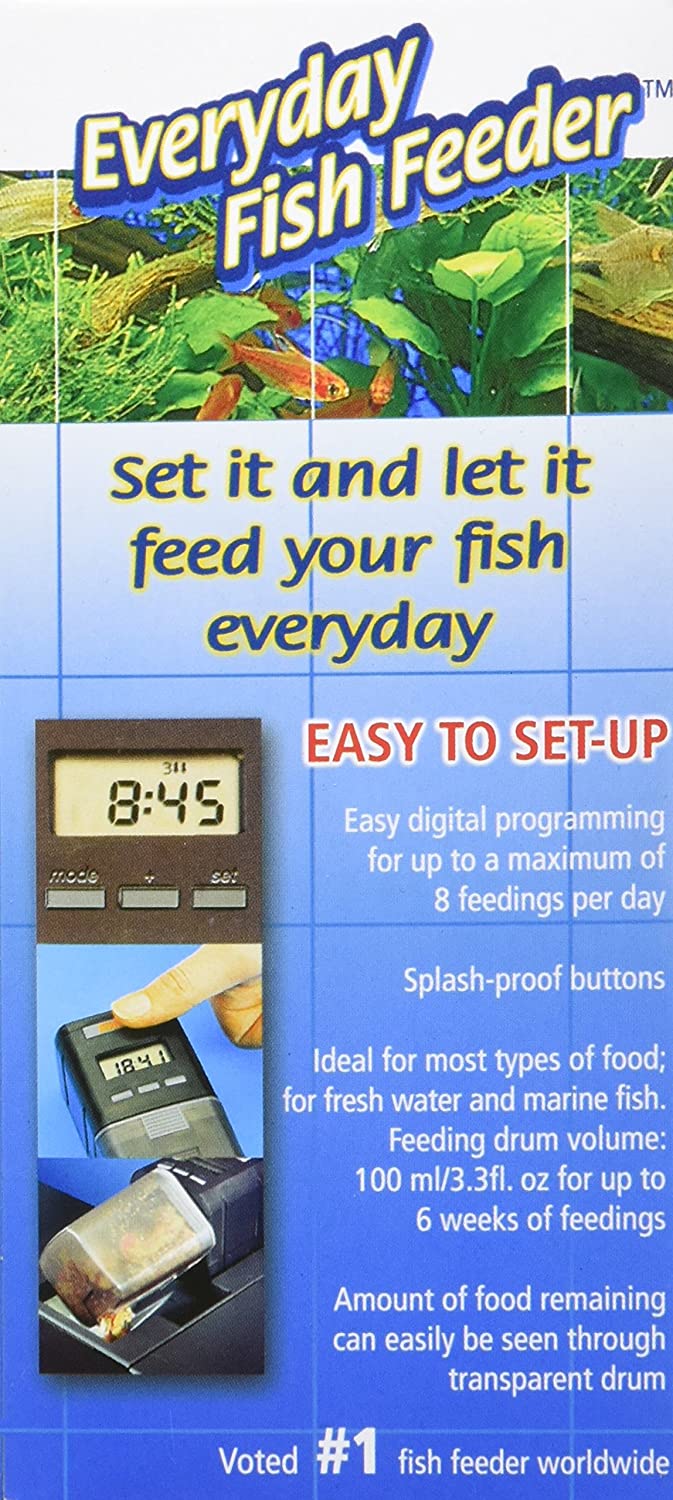 Everyday
Fish Feeder™
Set it and let it
feed your fish
everyday
EASY TO SET-UP
3
8:45
mode + set
Easy digital programming
for up to a maximum of
8 feedings per day
Splash-proof buttons
18:41
Ideal for most types of food;
for fresh water and marine fish.
Feeding drum volume:
100 ml/3.3fl. oz for up to
6 weeks of feedings
Amount of food remaining
can easily be seen through
transparent drum
Voted #1 fish feeder worldwide